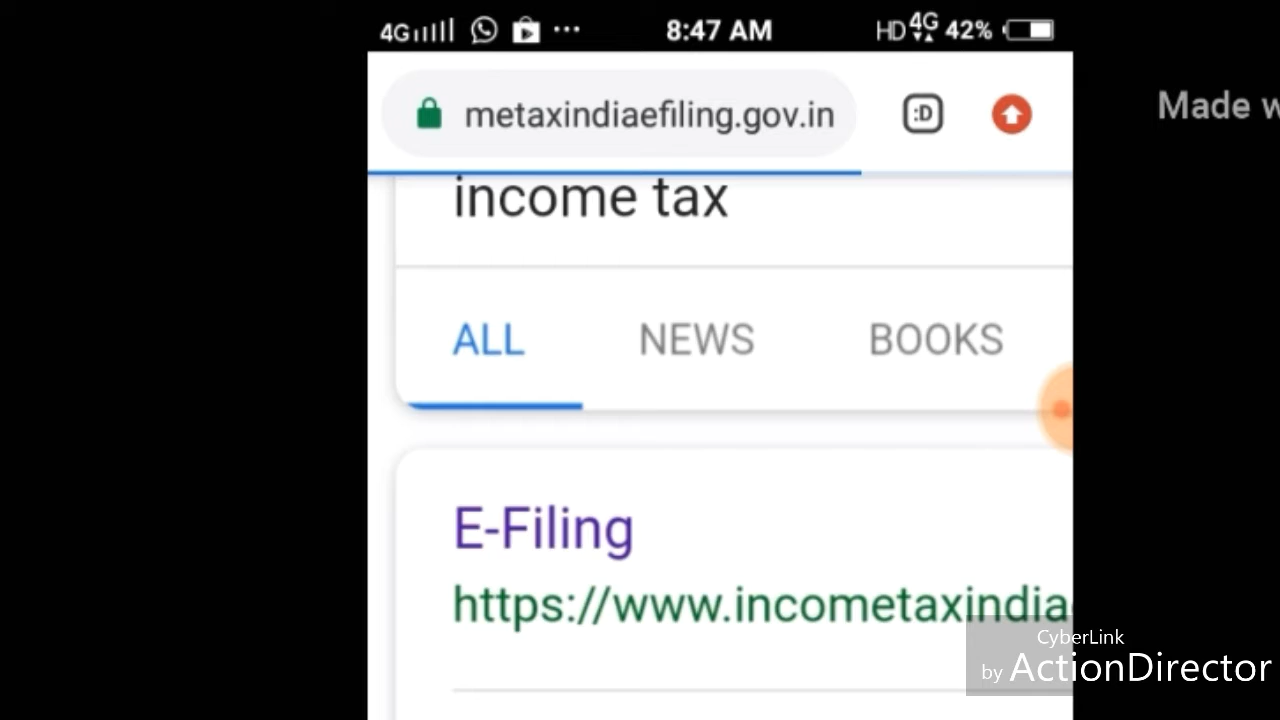 4G 8:47 AM HD 4G 42%
metaxindiaefiling.gov.in :D
Made w
income tax
ALL NEWS BOOKS
E-Filing
https://www.incometaxindia
CyberLink
by ActionDirector